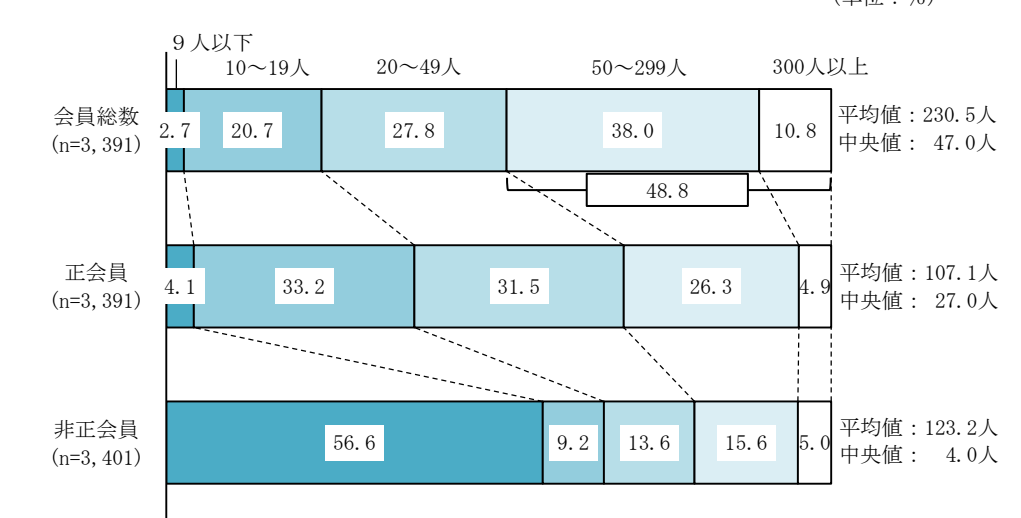 (単位：%)
9人以下
10～19人 20～49人 50～299人 300人以上
会員総数
(n=3,391)
2.7 20.7 27.8 38.0 10.8
平均値：230.5人
中央値： 47.0人
48.8
正会員
(n=3,391)
4.1 33.2 31.5 26.3 4.9
平均値：107.1人
中央値： 27.0人
非正会員
(n=3,401)
56.6 9.2 13.6 15.6 5.0
平均値：123.2人
中央値： 4.0人